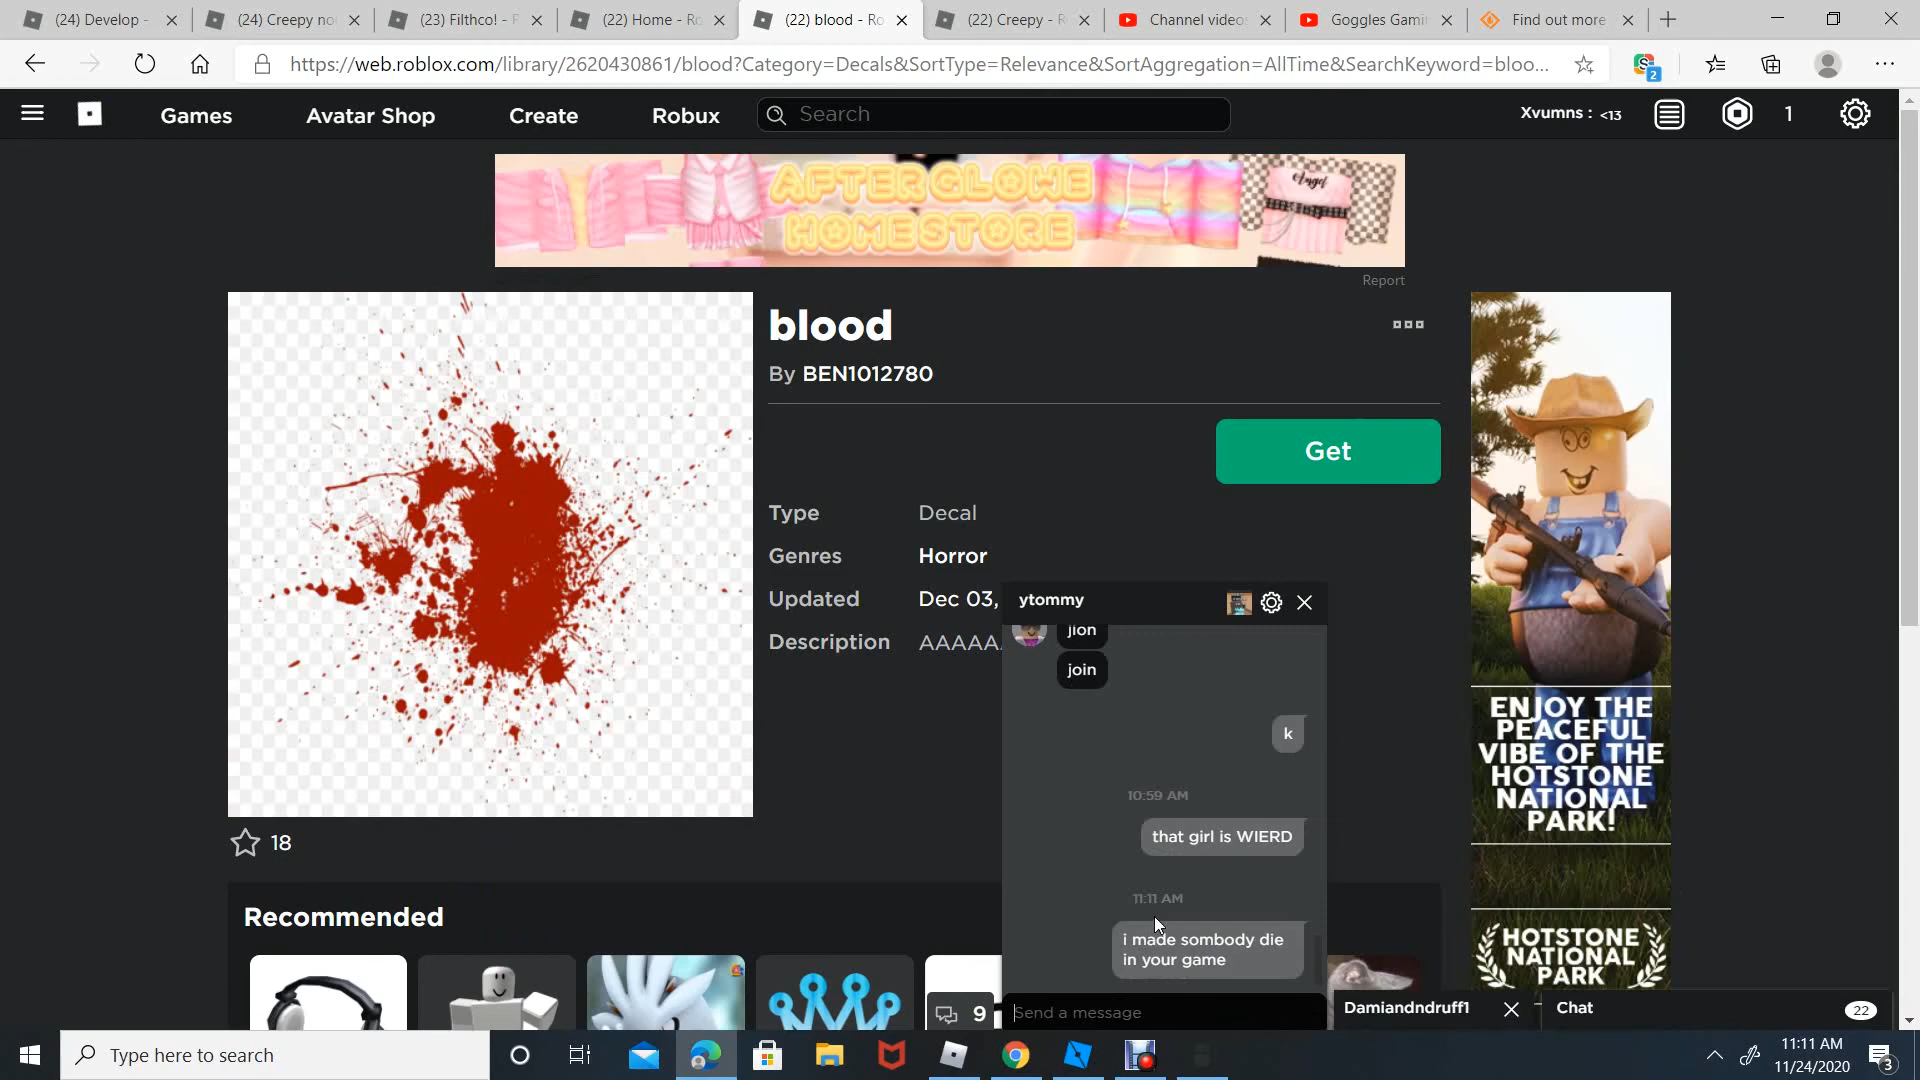 (24) Develop -
(24) Creepy no
(23) Filthco! -
(22) Home - Ro
(22) blood - Ro
(22) Creepy - R
Channel videos
Goggles Gami
Find out more
https://web.roblox.com/library/2620430861/blood?Category=Decals&SortType=Relevance&SortAggregation=AllTime&SearchKeyword=bloo...
2
Games
Avatar Shop
Create
Robux
Search
Xvumns : <13
1
AFTERGLOWE
HOMESTORE
Angel
Report
blood
By BEN1012780
Get
Type Decal
Genres Horror
Updated Dec 03,
Description AAAAA
18
Recommended
ytommy
jion
join
k
10:59 AM
that girl is WIERD
11:11 AM
i made sombody die
in your game
Send a message
9
Damiandndruff1
Chat
22
ENJOY THE
PEACEFUL
VIBE OF THE
HOTSTONE
NATIONAL
PARK!
HOTSTONE
NATIONAL
PARK
Type here to search
11:11 AM
11/24/2020
3